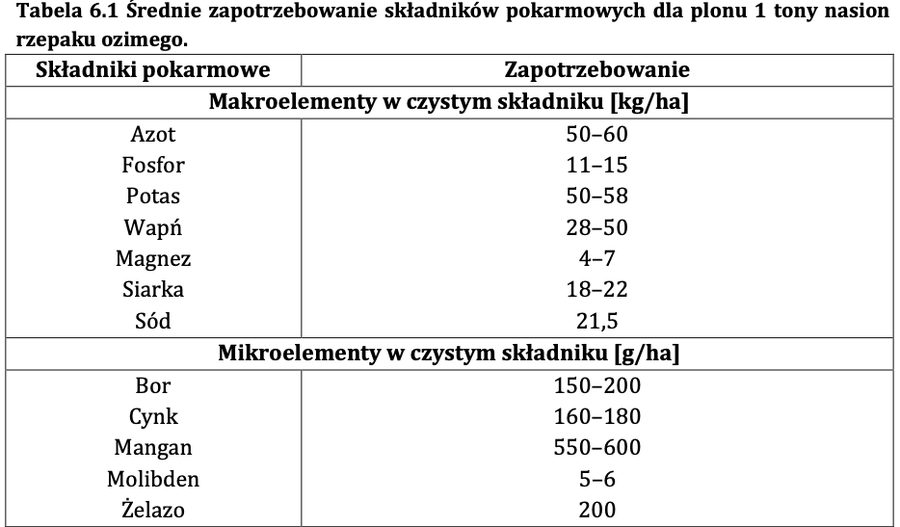 Tabela 6.1 Średnie zapotrzebowanie składników pokarmowych dla plonu 1 tony nasion
rzepaku ozimego.
Składniki pokarmowe Zapotrzebowanie
Makroelementy w czystym składniku [kg/ha]
Azot 50–60
Fosfor 11–15
Potas 50–58
Wapń 28–50
Magnez 4–7
Siarka 18–22
Sód 21,5
Mikroelementy w czystym składniku [g/ha]
Bor 150–200
Cynk 160–180
Mangan 550–600
Molibden 5–6
Żelazo 200